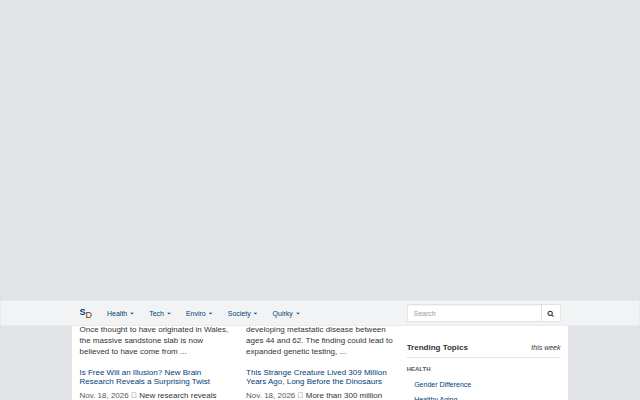 SD Health Tech Enviro Society Quirky Search
Once thought to have originated in Wales,
the massive sandstone slab is now
believed to have come from ...
Is Free Will an Illusion? New Brain
Research Reveals a Surprising Twist
Nov. 18, 2026 New research reveals
developing metastatic disease between
ages 44 and 62. The finding could lead to
expanded genetic testing, ...
This Strange Creature Lived 309 Million
Years Ago, Long Before the Dinosaurs
Nov. 18, 2026 More than 300 million
Trending Topics this week
HEALTH
Gender Difference
Healthy Aging